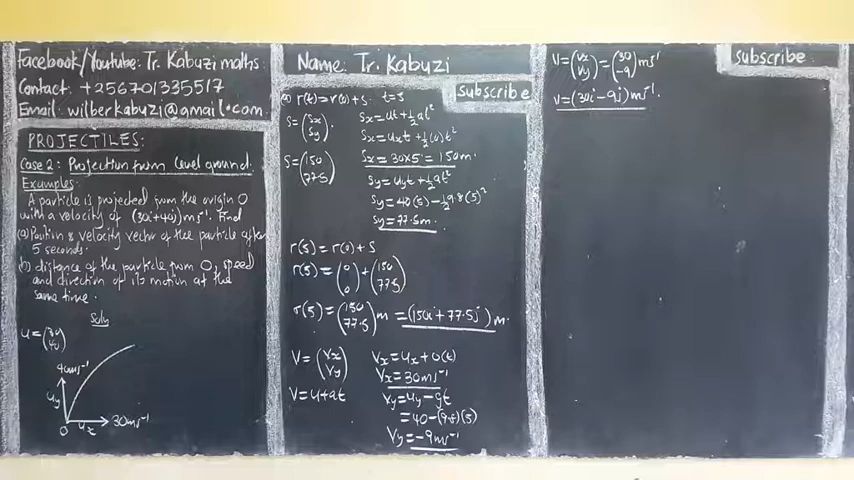 Facebook/Youtube: Tr. Kabuzi maths
Contact: +256701335517
Email: wilberkabuzi@gmail.com
PROJECTILES:
Case 2: Projection from level ground.
Examples
A particle is projected from the origin O
with a velocity of (30i+40j)ms⁻¹. Find
(a) Position & velocity vector of the particle after
5 seconds.
(b) distance of the particle from O, speed
and direction of its motion at the
same time.
Soln
u = (30 40)
40ms⁻¹
uy
O ux 30ms⁻¹
Name: Tr. Kabuzi
subscribe
(a) r(t) = r(0) + s. t=5
s = (Sx Sy)
Sx = ut + ½at²
Sx = uxt + ½(0)t²
s = (150 77.5)
Sx = 30x5 = 150m.
Sy = uyt + ½at²
Sy = 40(5) - ½9.8(5)²
Sy = 77.5m.
r(5) = r(0) + s
r(5) = (0 0) + (150 77.5)
r(5) = (150 77.5) m = (150i + 77.5j) m.
V = (Vx Vy)
Vx = ux + 0(t)
Vx = 30ms⁻¹
V = u + at
Vy = uy - gt
= 40 - (9.8)(5)
Vy = -9ms⁻¹
subscribe
V = (Vx Vy) = (30 -9) ms⁻¹
V = (30i - 9j) ms⁻¹.